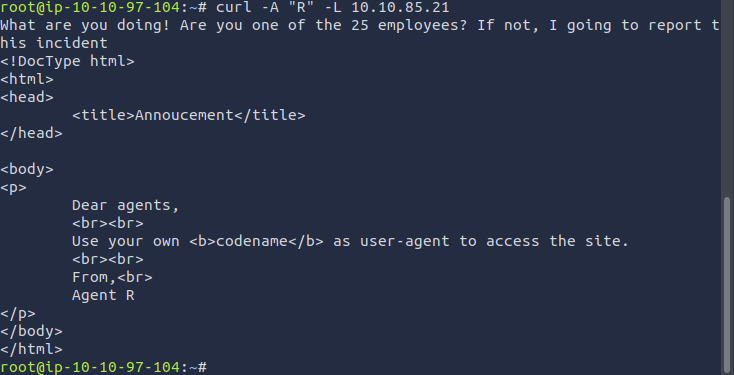 root@ip-10-10-97-104:~# curl -A "R" -L 10.10.85.21
What are you doing! Are you one of the 25 employees? If not, I going to report t
his incident
<!DocType html>
<html>
<head>
        <title>Annoucement</title>
</head>

<body>
<p>
        Dear agents,
        <br><br>
        Use your own <b>codename</b> as user-agent to access the site.
        <br><br>
        From,<br>
        Agent R
</p>
</body>
</html>
root@ip-10-10-97-104:~#